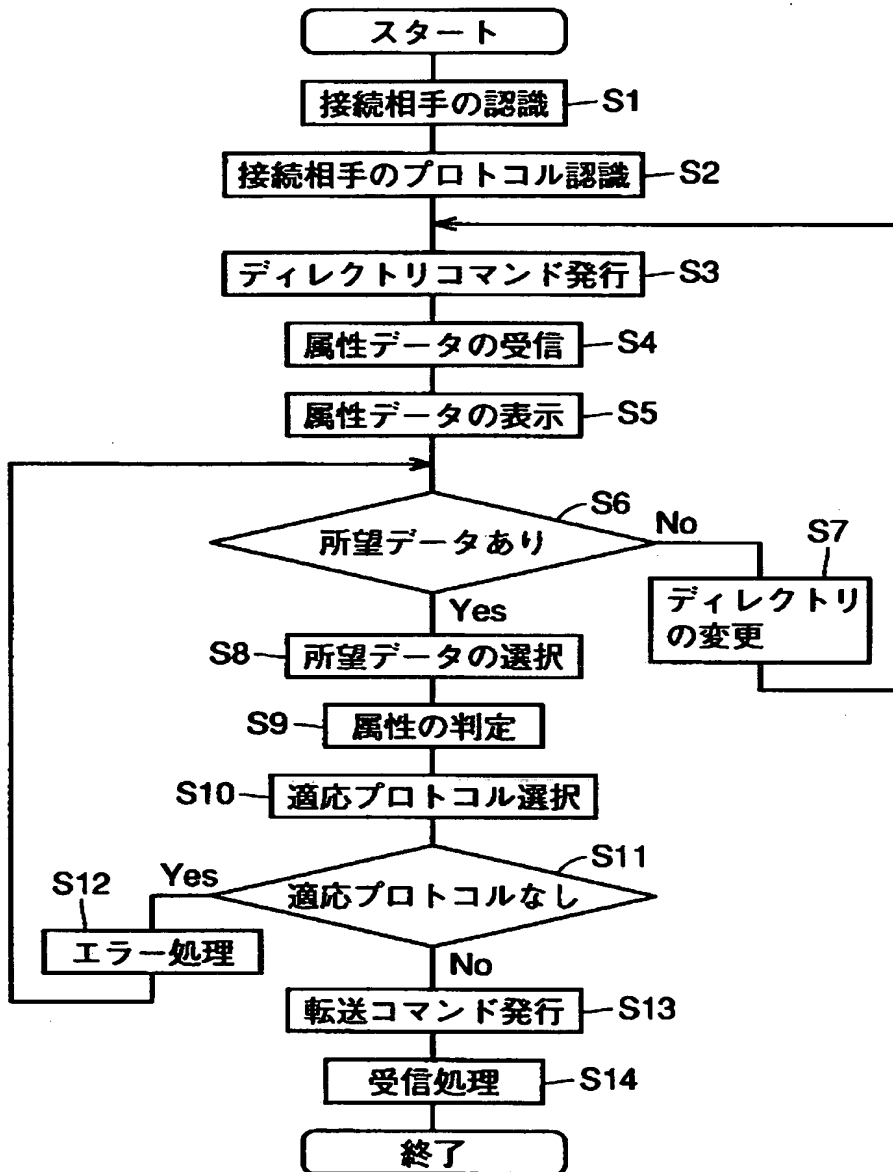 スタート
接続相手の認識 S1
接続相手のプロトコル認識 S2
ディレクトリコマンド発行 S3
属性データの受信 S4
属性データの表示 S5
S6
所望データあり
No
S7
ディレクトリ
の変更
Yes
S8 所望データの選択
S9 属性の判定
S10 適応プロトコル選択
S11
適応プロトコルなし
Yes
S12
エラー処理
No
転送コマンド発行 S13
受信処理 S14
終了